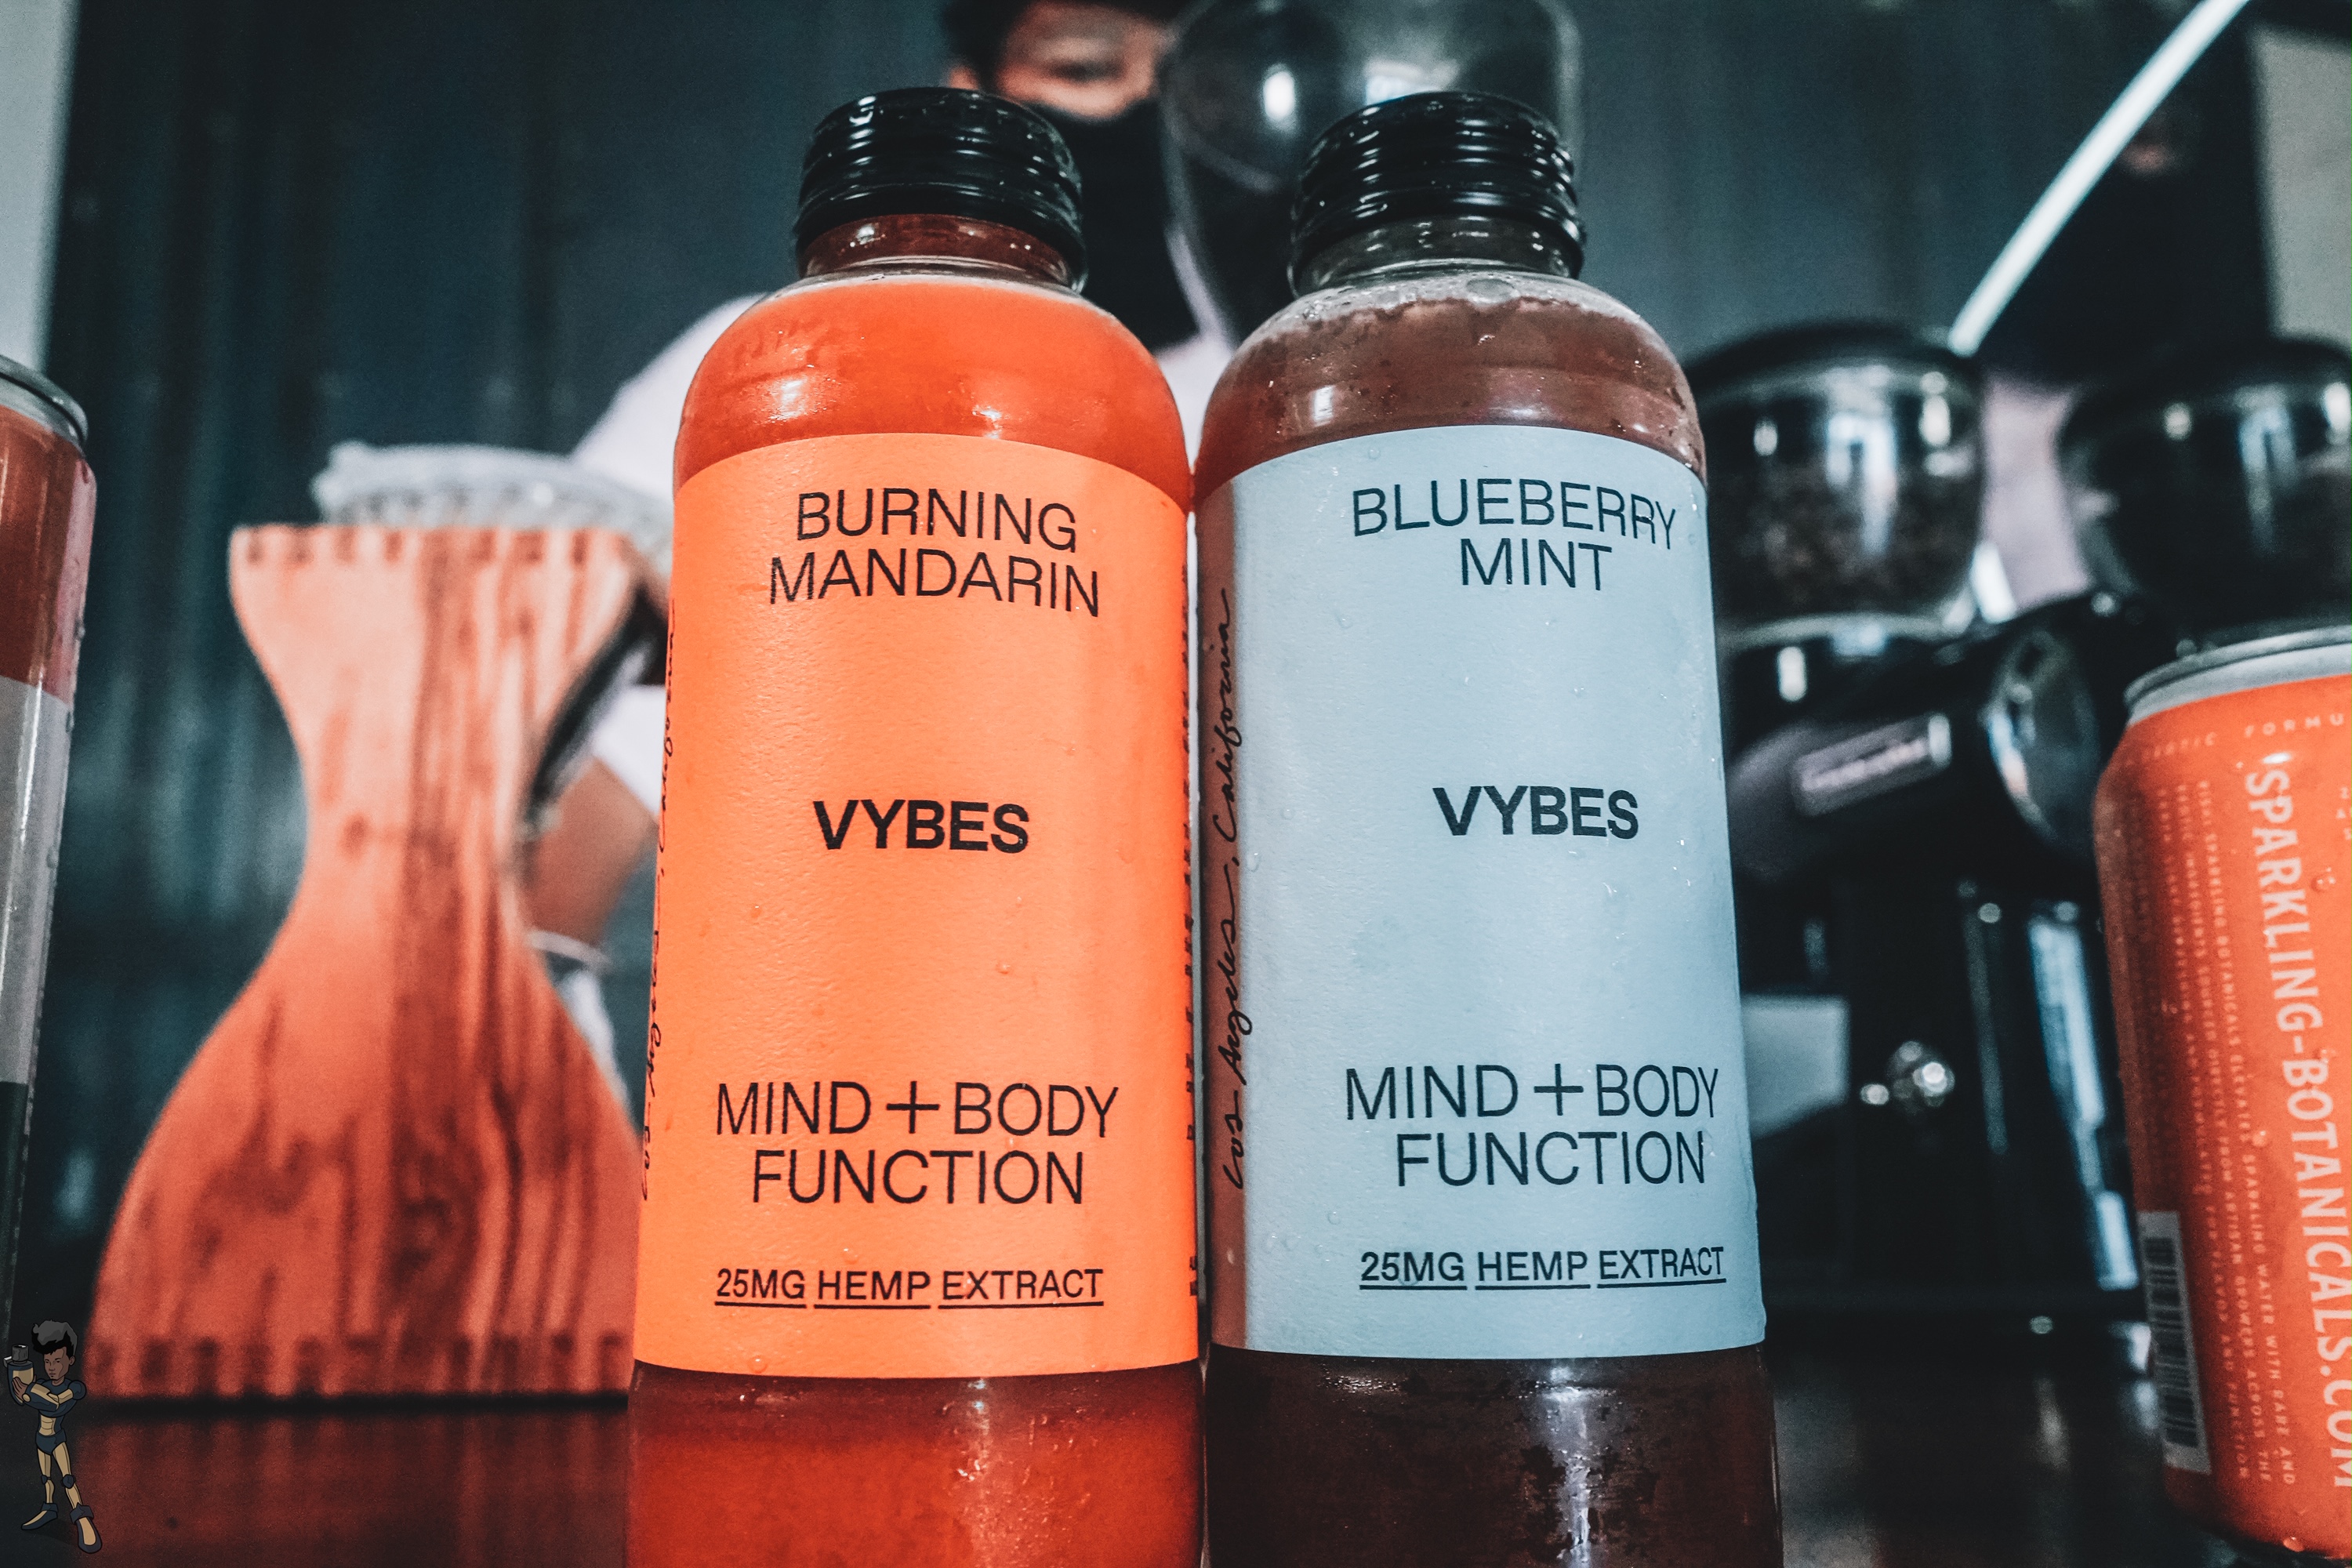 BURNING
MANDARIN
VYBES
MIND+BODY
FUNCTION
25MG HEMP EXTRACT
Los Angeles, California
BLUEBERRY
MINT
VYBES
MIND+BODY
FUNCTION
25MG HEMP EXTRACT
SPARKLING-BOTANICALS.COM